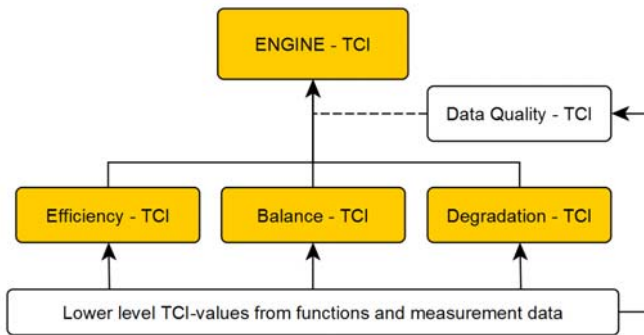 ENGINE - TCI
Data Quality - TCI
Efficiency - TCI
Balance - TCI
Degradation - TCI
Lower level TCI-values from functions and measurement data